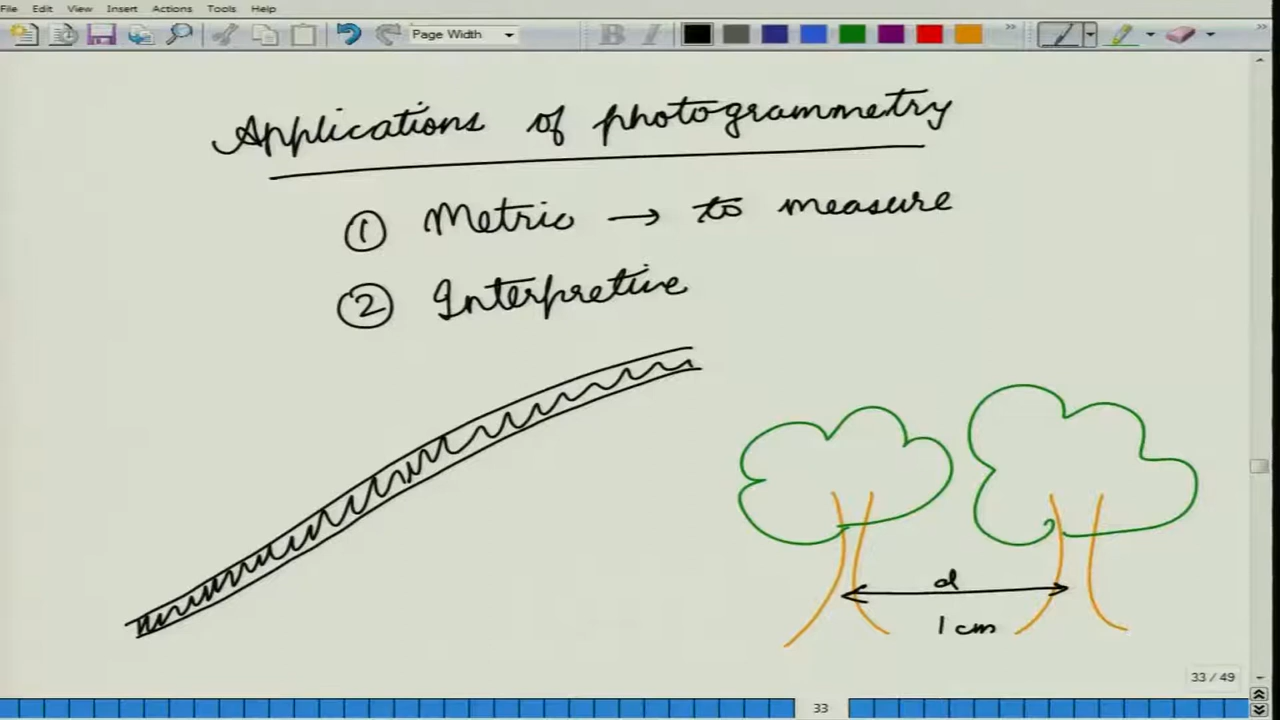 File Edit View Insert Actions Tools Help
Page Width
B I
Applications of photogrammetry
① Metric → to measure
② Interpretive
d
1 cm
33 / 49
33